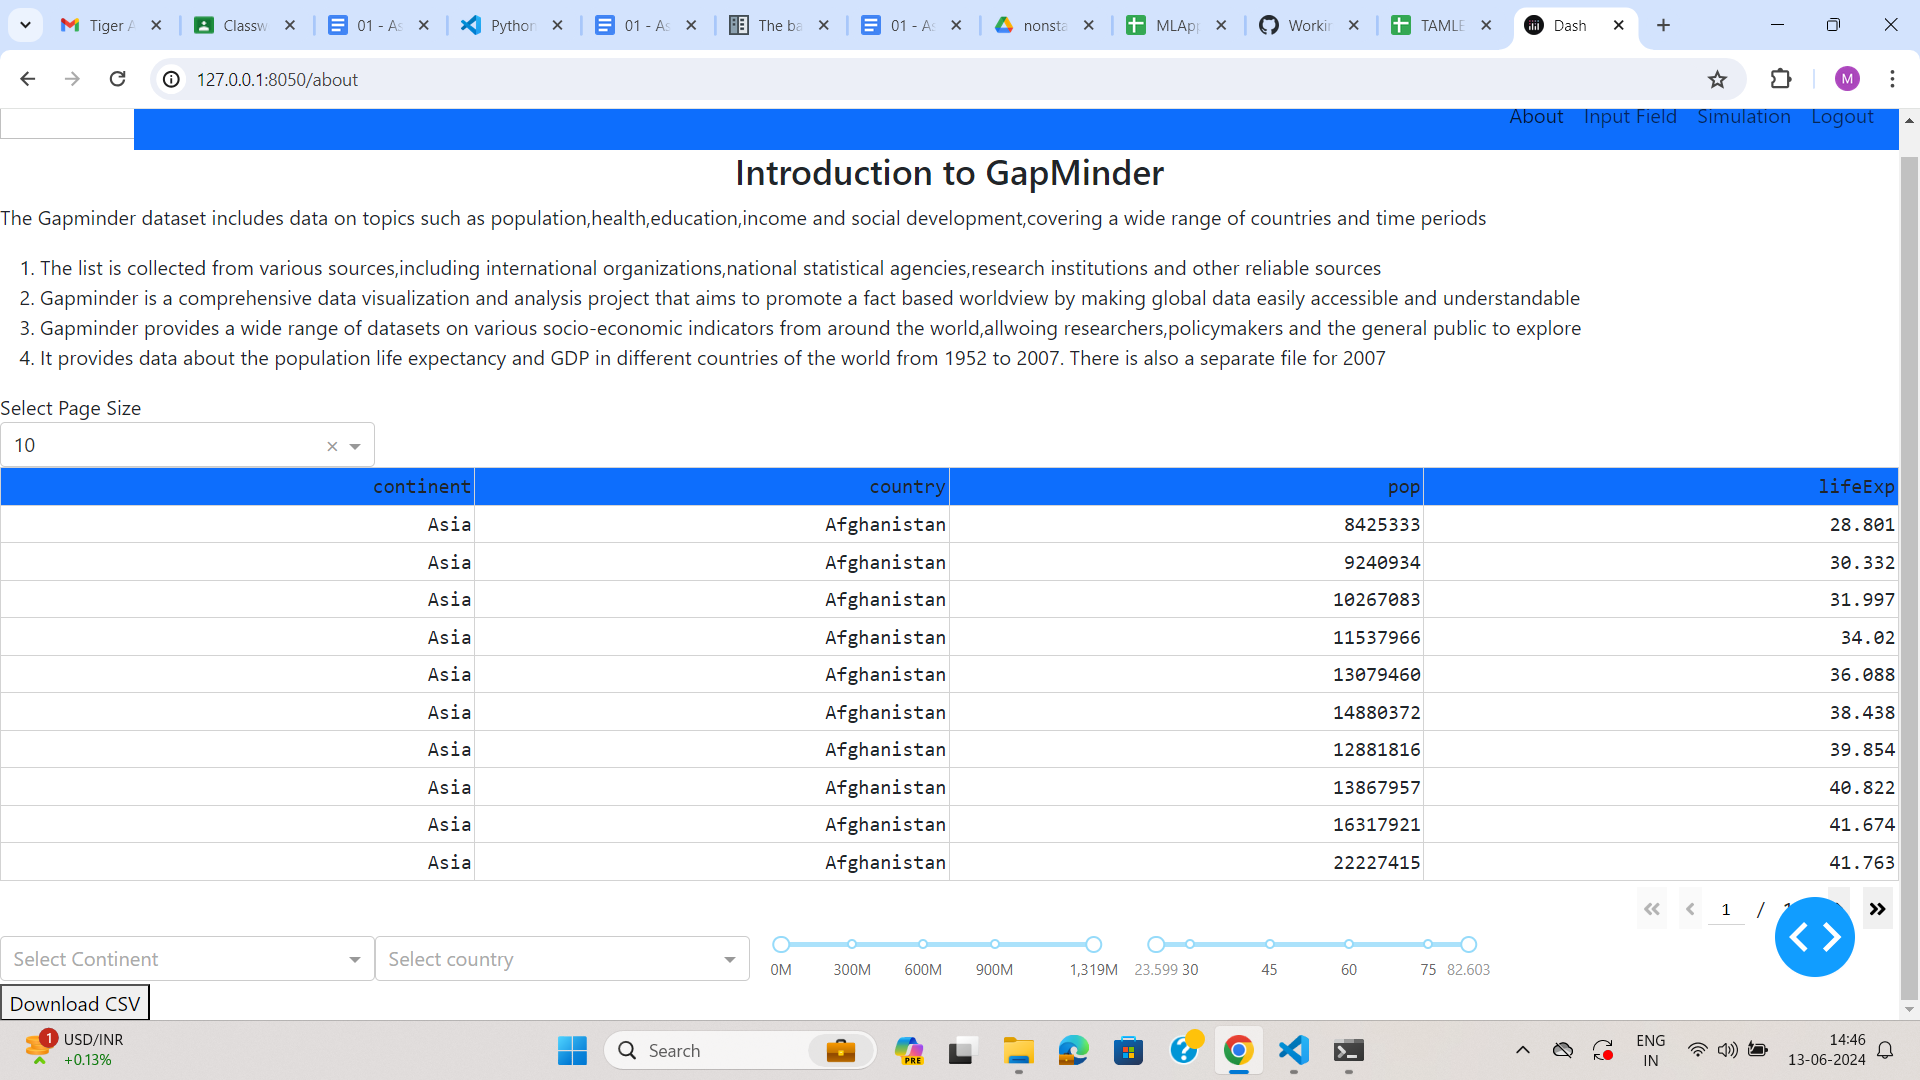 Tiger A
Classw
01 - As
Python
01 - As
The ba
01 - As
nonsta
MLApp
Workin
TAMLE
Dash
127.0.0.1:8050/about
M
About Input Field Simulation Logout
Introduction to GapMinder
The Gapminder dataset includes data on topics such as population,health,education,income and social development,covering a wide range of countries and time periods
1. The list is collected from various sources,including international organizations,national statistical agencies,research institutions and other reliable sources
2. Gapminder is a comprehensive data visualization and analysis project that aims to promote a fact based worldview by making global data easily accessible and understandable
3. Gapminder provides a wide range of datasets on various socio-economic indicators from around the world,allwoing researchers,policymakers and the general public to explore
4. It provides data about the population life expectancy and GDP in different countries of the world from 1952 to 2007. There is also a separate file for 2007
Select Page Size
10
continent country pop lifeExp
Asia Afghanistan 8425333 28.801
Asia Afghanistan 9240934 30.332
Asia Afghanistan 10267083 31.997
Asia Afghanistan 11537966 34.02
Asia Afghanistan 13079460 36.088
Asia Afghanistan 14880372 38.438
Asia Afghanistan 12881816 39.854
Asia Afghanistan 13867957 40.822
Asia Afghanistan 16317921 41.674
Asia Afghanistan 22227415 41.763
1 /
Select Continent Select country
0M 300M 600M 900M 1,319M 23.599 30 45 60 75 82.603
Download CSV
1
USD/INR
+0.13%
Search
PRE
ENG
IN
14:46
13-06-2024